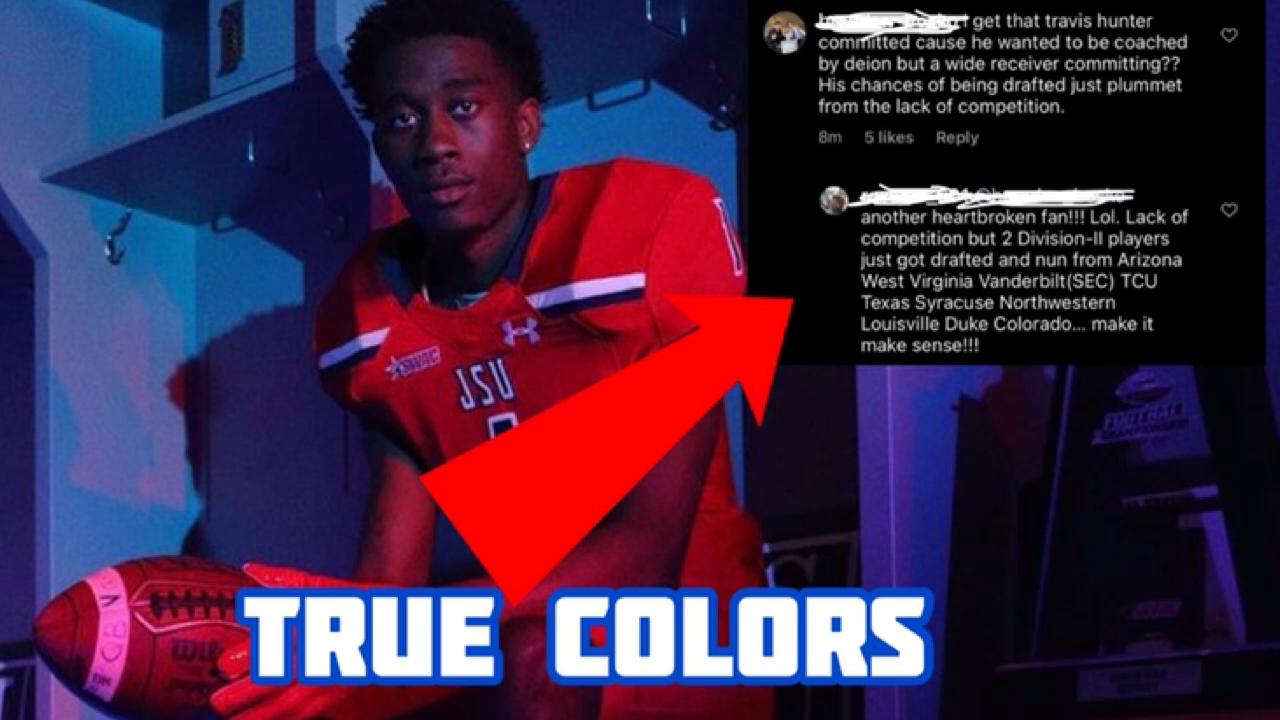 I get that travis hunter
committed cause he wanted to be coached
by deion but a wide receiver committing??
His chances of being drafted just plummet
from the lack of competition.
8m 5 likes Reply
another heartbroken fan!!! Lol. Lack of
competition but 2 Division-II players
just got drafted and nun from Arizona
West Virginia Vanderbilt(SEC) TCU
Texas Syracuse Northwestern
Louisville Duke Colorado... make it
make sense!!!
SWAC
JSU
TRUE COLORS